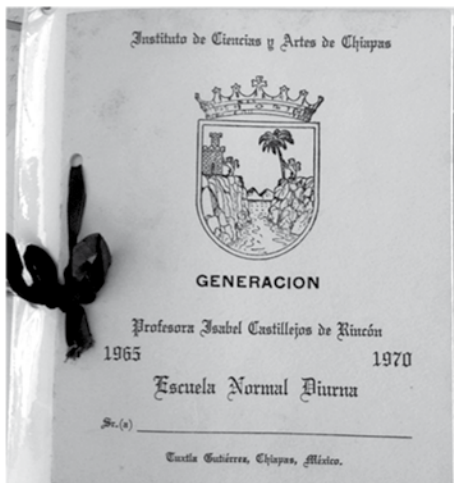 Instituto de Ciencias y Artes de Chiapas
GENERACION
Profesora Isabel Castillejos de Rincón
1965 1970
Escuela Normal Diurna
Sr.(a)
Tuxtla Gutiérrez, Chiapas, México.